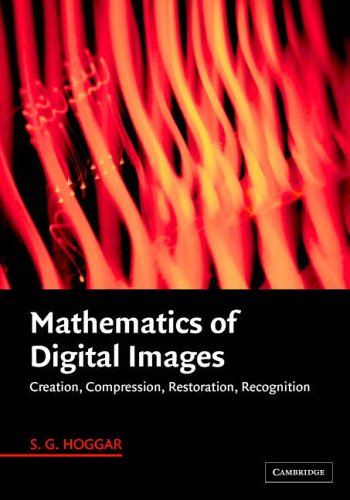 Mathematics of
Digital Images
Creation, Compression, Restoration, Recognition
S. G. HOGGAR
CAMBRIDGE